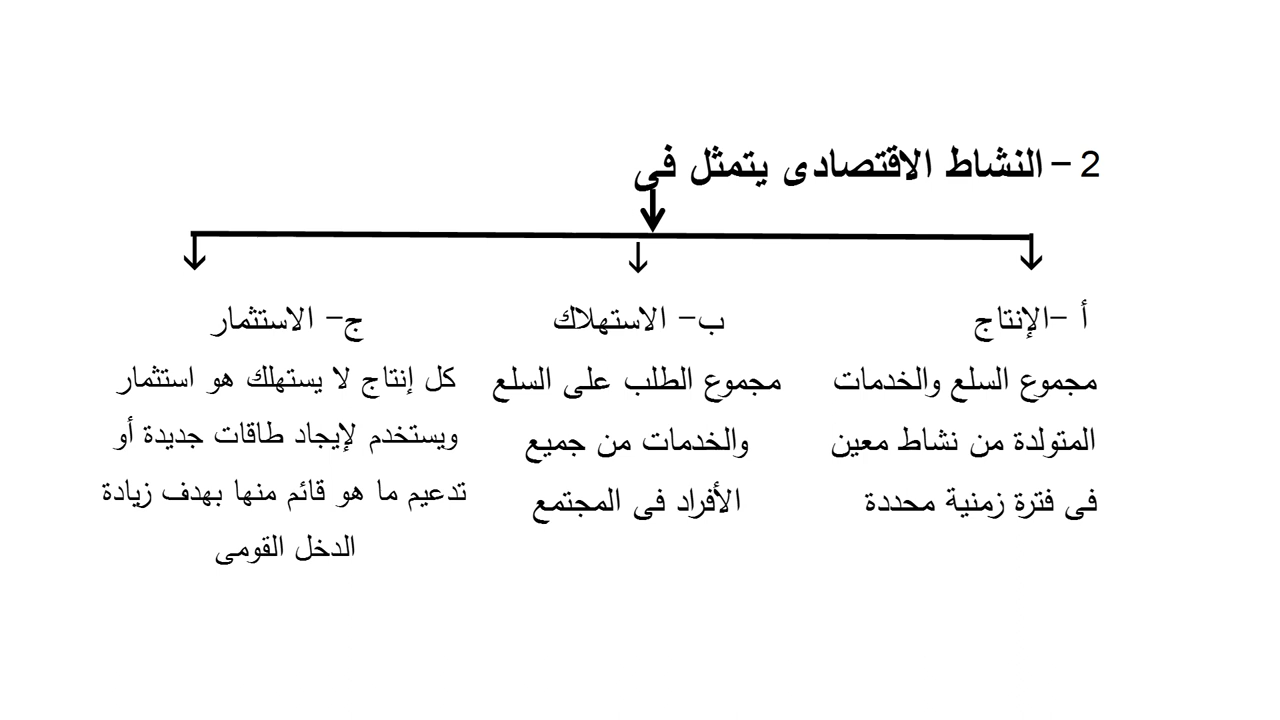 2 – النشاط الاقتصادى يتمثل فى
أ –الإنتاج
مجموع السلع والخدمات
المتولدة من نشاط معين
فى فترة زمنية محددة
ب– الاستهلاك
مجموع الطلب على السلع
والخدمات من جميع
الأفراد فى المجتمع
ج– الاستثمار
كل إنتاج لا يستهلك هو استثمار
ويستخدم لإيجاد طاقات جديدة أو
تدعيم ما هو قائم منها بهدف زيادة
الدخل القومى